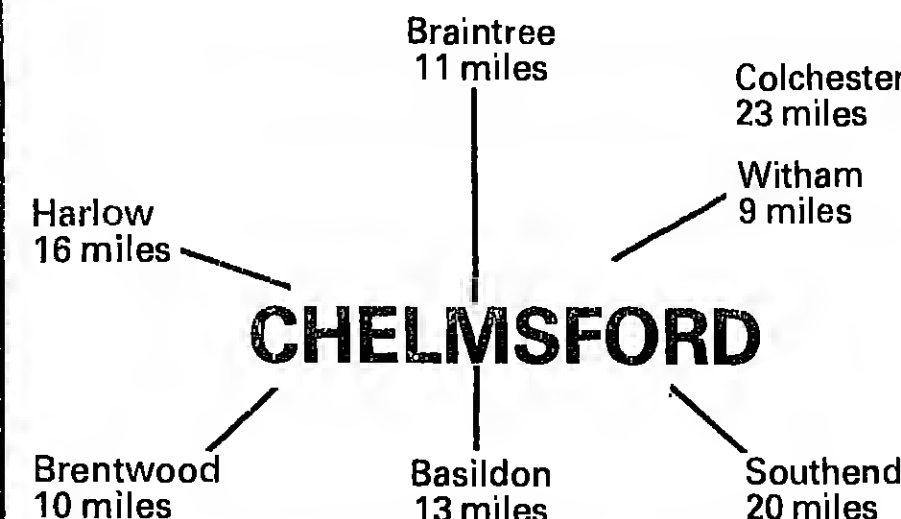 Braintree
11 miles
Colchester
23 miles
Witham
9 miles
Harlow
16 miles
CHELMSFORD
Brentwood
10 miles
Basildon
13 miles
Southend
20 miles